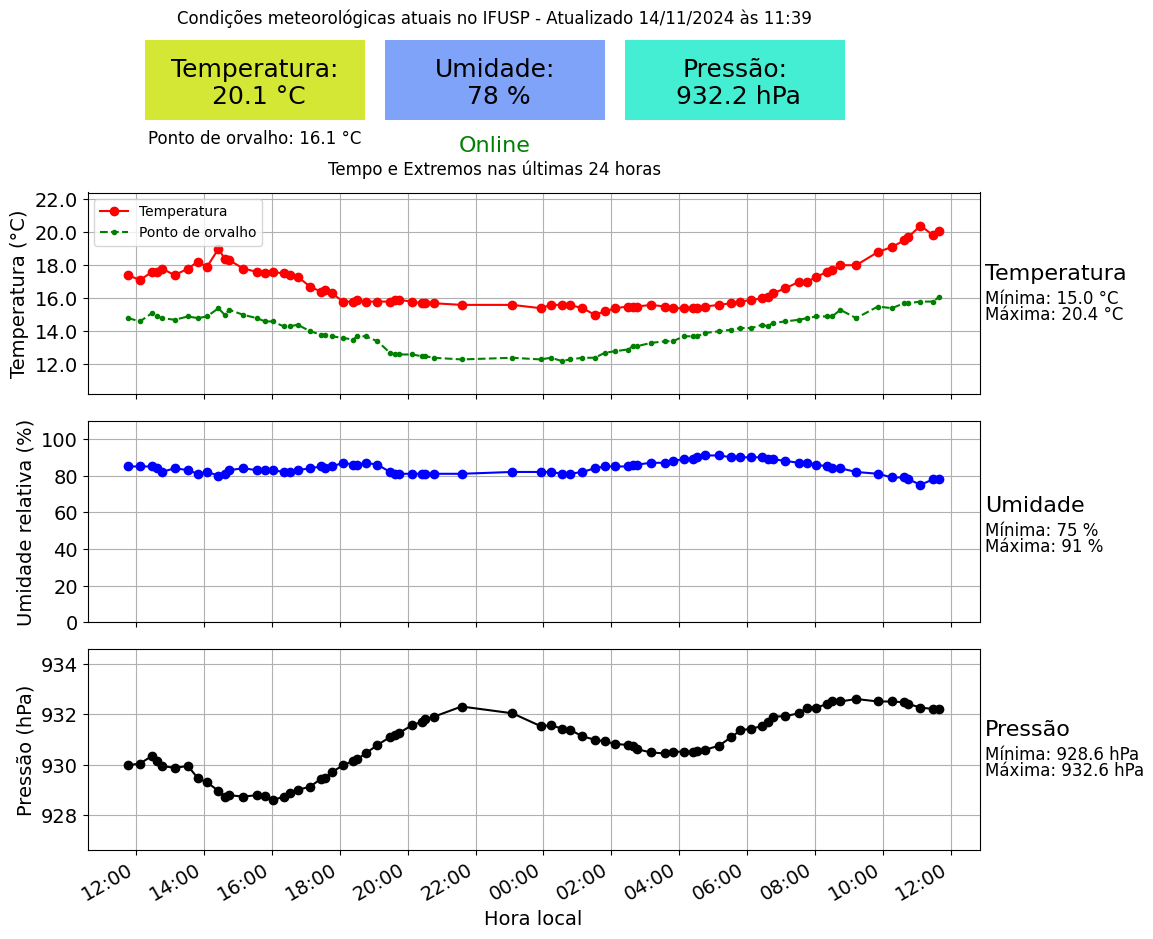 Condições meteorológicas atuais no IFUSP - Atualizado 14/11/2024 às 11:39
Temperatura:
20.1 °C
Umidade:
78 %
Pressão:
932.2 hPa
Ponto de orvalho: 16.1 °C
Online
Tempo e Extremos nas últimas 24 horas
Temperatura (°C)
22.0
20.0
18.0
16.0
14.0
12.0
Temperatura
Ponto de orvalho
Temperatura
Mínima: 15.0 °C
Máxima: 20.4 °C
Umidade relativa (%)
100
80
60
40
20
0
Umidade
Mínima: 75 %
Máxima: 91 %
Pressão (hPa)
934
932
930
928
Pressão
Mínima: 928.6 hPa
Máxima: 932.6 hPa
12:00 14:00 16:00 18:00 20:00 22:00 00:00 02:00 04:00 06:00 08:00 10:00 12:00
Hora local